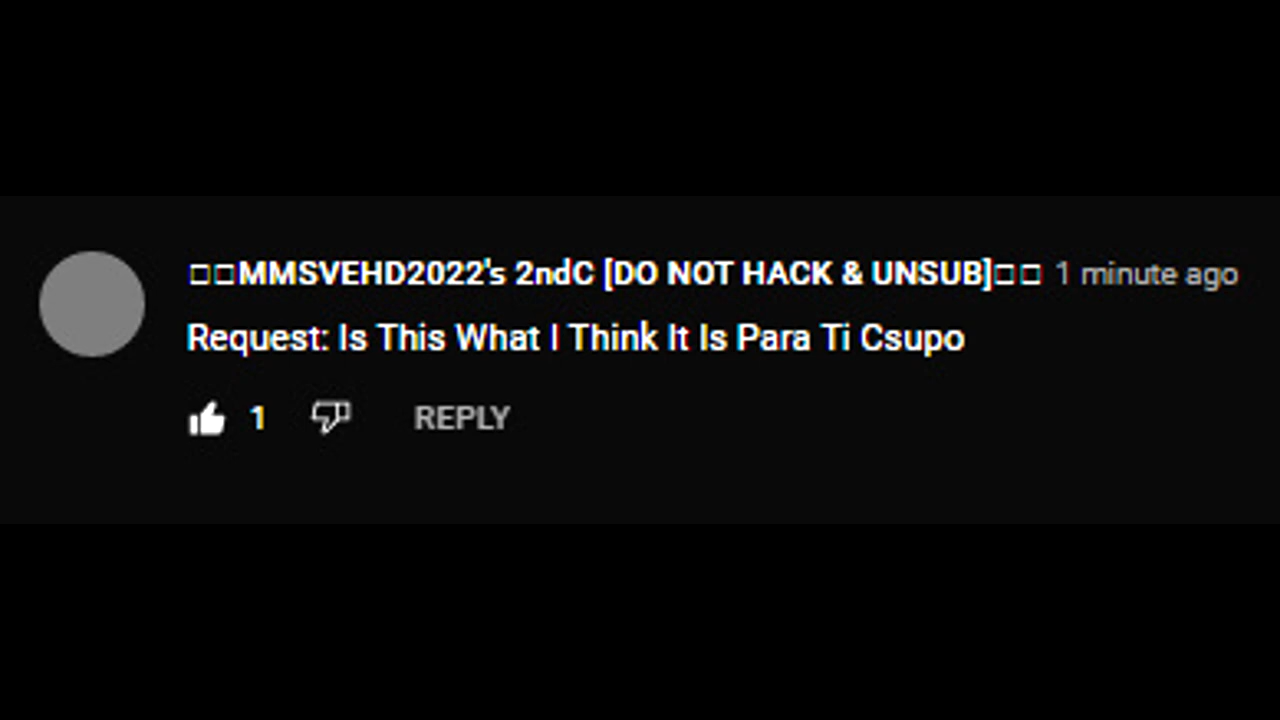 □□MMSVEHD2022's 2ndC [DO NOT HACK & UNSUB]□□ 1 minute ago
Request: Is This What I Think It Is Para Ti Csupo
1 REPLY